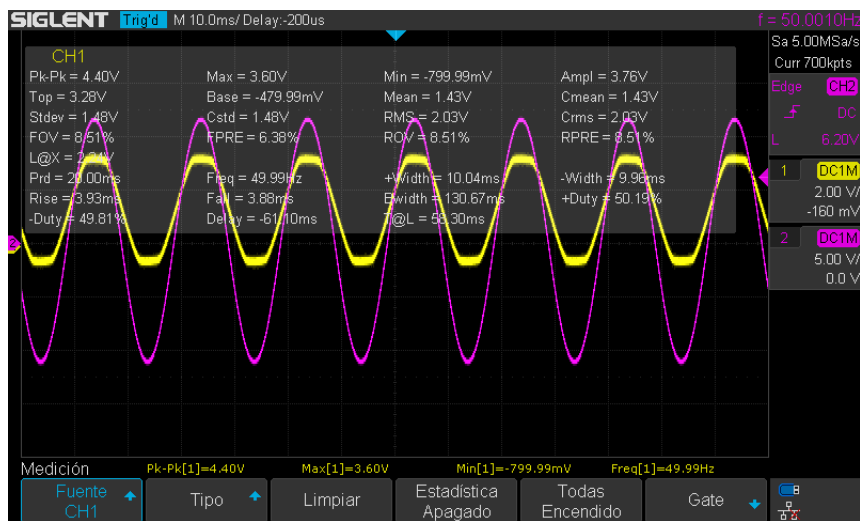 SIGLENT Trig'd M 10.0ms/ Delay:-200us f = 50.0010Hz
Sa 5.00MSa/s
Curr 700kpts
Edge CH2
DC
L 6.20V
1 DC1M
2.00 V/
-160 mV
2 DC1M
5.00 V/
0.0 V
CH1
Pk-Pk = 4.40V Max = 3.60V Min = -799.99mV Ampl = 3.76V
Top = 3.28V Base = -479.99mV Mean = 1.43V Cmean = 1.43V
Stdev = 1.48V Cstd = 1.48V RMS = 2.03V Crms = 2.03V
FOV = 8.51% FPRE = 6.38% ROV = 8.51% RPRE = 8.51%
L@X =
Prd = 20.00ms Freq = 49.99Hz +Width = 10.04ms -Width = 9.96ms
Rise = 3.93ms Fall = 3.88ms Bwidth = 130.67ms +Duty = 50.19%
-Duty = 49.81% Delay = -61.10ms T@L = 58.30ms
2
Medición Pk-Pk[1]=4.40V Max[1]=3.60V Min[1]=-799.99mV Freq[1]=49.99Hz
Fuente
CH1
Tipo
Limpiar
Estadística
Apagado
Todas
Encendido
Gate